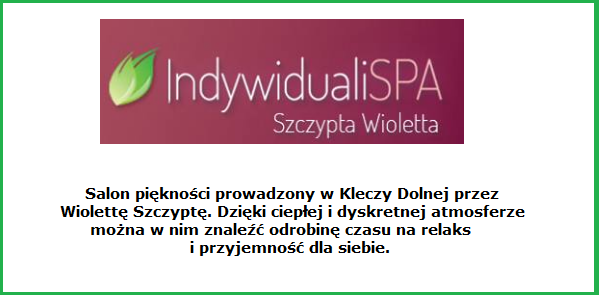 IndywidualiSPA
Szczypta Wioletta
Salon piękności prowadzony w Kleczy Dolnej przez
Wiolettę Szczyptę. Dzięki ciepłej i dyskretnej atmosferze
można w nim znaleźć odrobinę czasu na relaks
i przyjemność dla siebie.